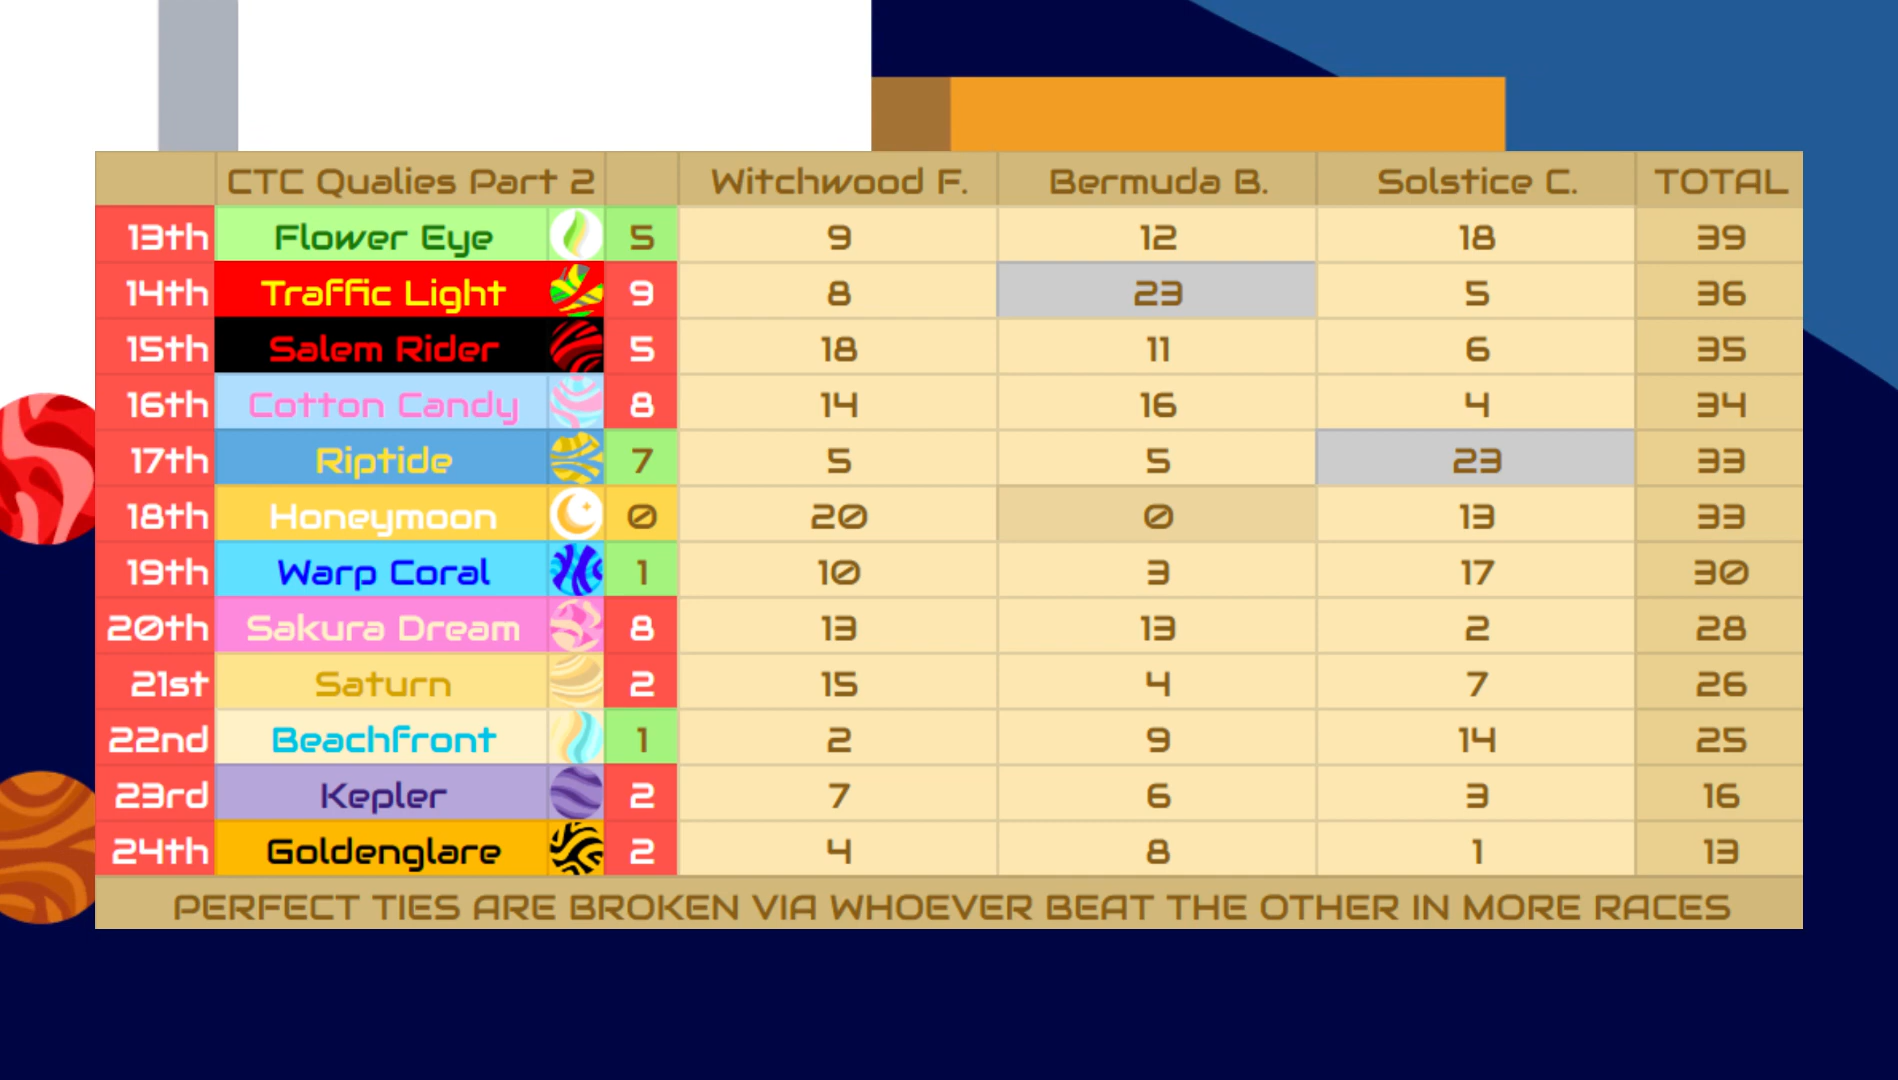 CTC Qualies Part 2 Witchwood F. Bermuda B. Solstice C. TOTAL
13th Flower Eye 5 9 12 18 39
14th Traffic Light 9 8 23 5 36
15th Salem Rider 5 18 11 6 35
16th Cotton Candy 8 14 16 4 34
17th Riptide 7 5 5 23 33
18th Honeymoon 0 20 0 13 33
19th Warp Coral 1 10 3 17 30
20th Sakura Dream 8 13 13 2 28
21st Saturn 2 15 4 7 26
22nd Beachfront 1 2 9 14 25
23rd Kepler 2 7 6 3 16
24th Goldenglare 2 4 8 1 13
PERFECT TIES ARE BROKEN VIA WHOEVER BEAT THE OTHER IN MORE RACES